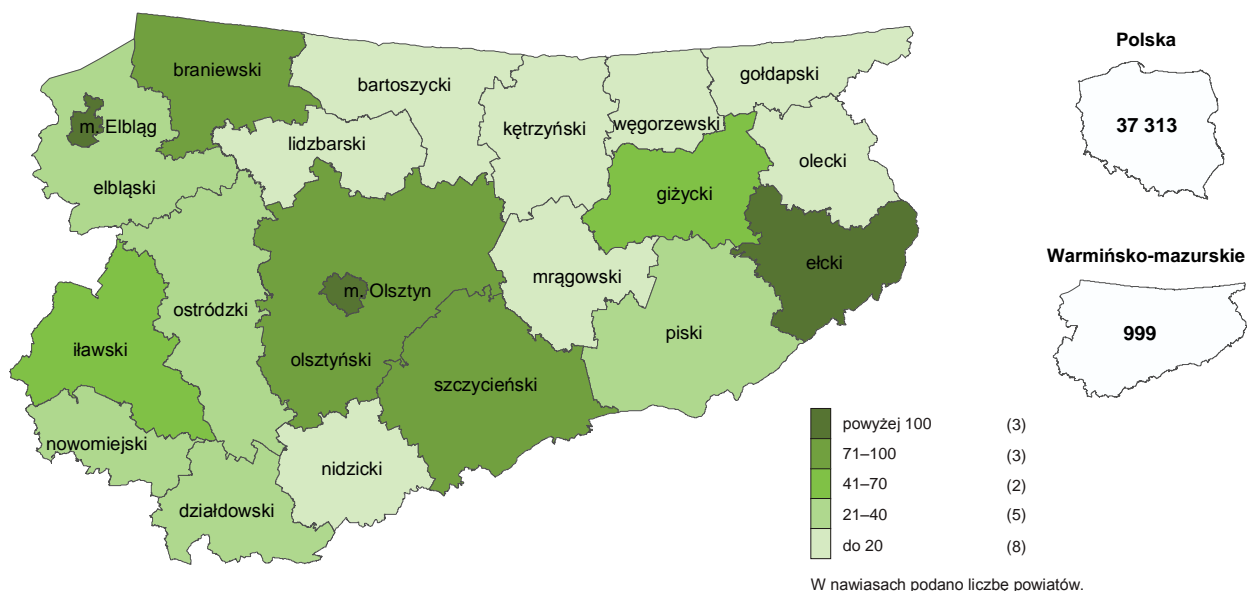 braniewski
bartoszycki
gołdapski
m. Elbląg
kętrzyński
węgorzewski
lidzbarski
olecki
elbląski
giżycki
ełcki
mrągowski
m. Olsztyn
ostródzki
piski
iławski
olsztyński
szczycieński
nowomiejski
nidzicki
działdowski
Polska
37 313
Warmińsko-mazurskie
999
powyżej 100 (3)
71–100 (3)
41–70 (2)
21–40 (5)
do 20 (8)
W nawiasach podano liczbę powiatów.